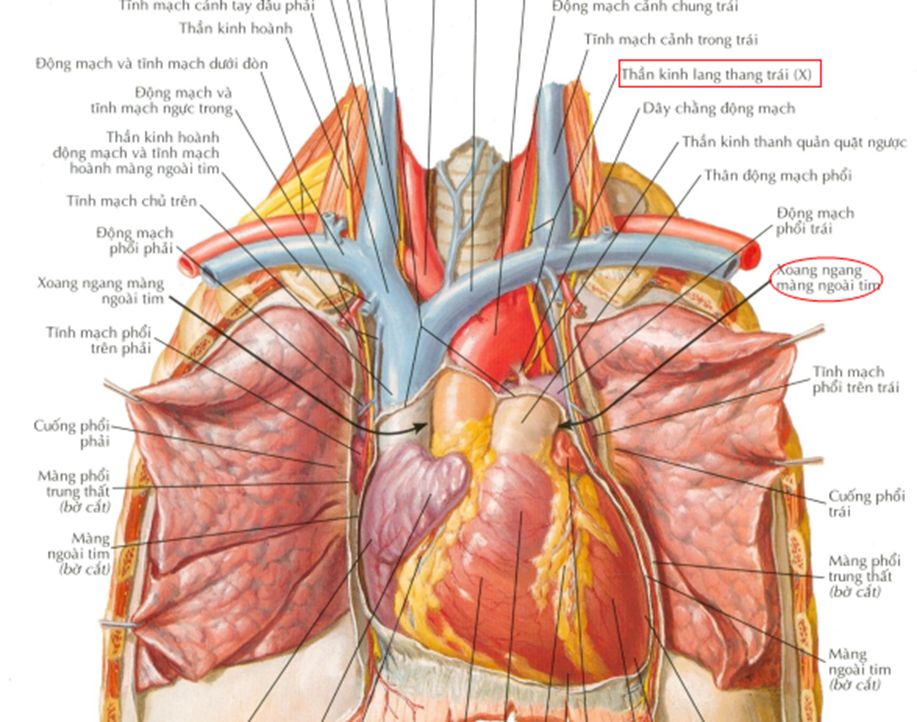 Tĩnh mạch cánh tay đầu phải
Thần kinh hoành
Động mạch và tĩnh mạch dưới đòn
Động mạch và
tĩnh mạch ngực trong
Thần kinh hoành
động mạch và tĩnh mạch
hoành màng ngoài tim
Tĩnh mạch chủ trên
Động mạch
phổi phải
Xoang ngang màng
ngoài tim
Tĩnh mạch phổi
trên phải
Cuống phổi
phải
Màng phổi
trung thất
(bờ cắt)
Màng
ngoài tim
(bờ cắt)
Động mạch cảnh chung trái
Tĩnh mạch cảnh trong trái
Thần kinh lang thang trái (X)
Dây chằng động mạch
Thần kinh thanh quản quặt ngược
Thân động mạch phổi
Động mạch
phổi trái
Xoang ngang
màng ngoài tim
Tĩnh mạch
phổi trên trái
Cuống phổi
trái
Màng phổi
trung thất
(bờ cắt)
Màng
ngoài tim
(bờ cắt)